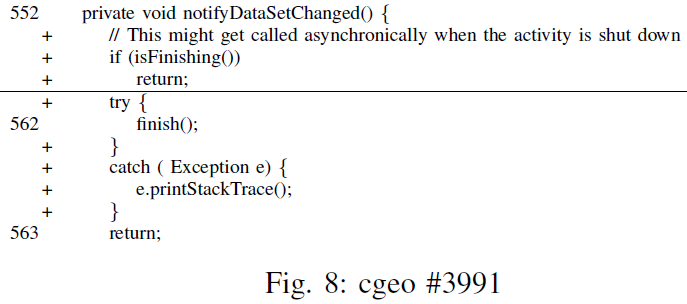 552 private void notifyDataSetChanged() {
+ // This might get called asynchronically when the activity is shut down
+ if (isFinishing())
+ return;
+ try {
562 finish();
+ }
+ catch ( Exception e) {
+ e.printStackTrace();
+ }
563 return;
Fig. 8: cgeo #3991